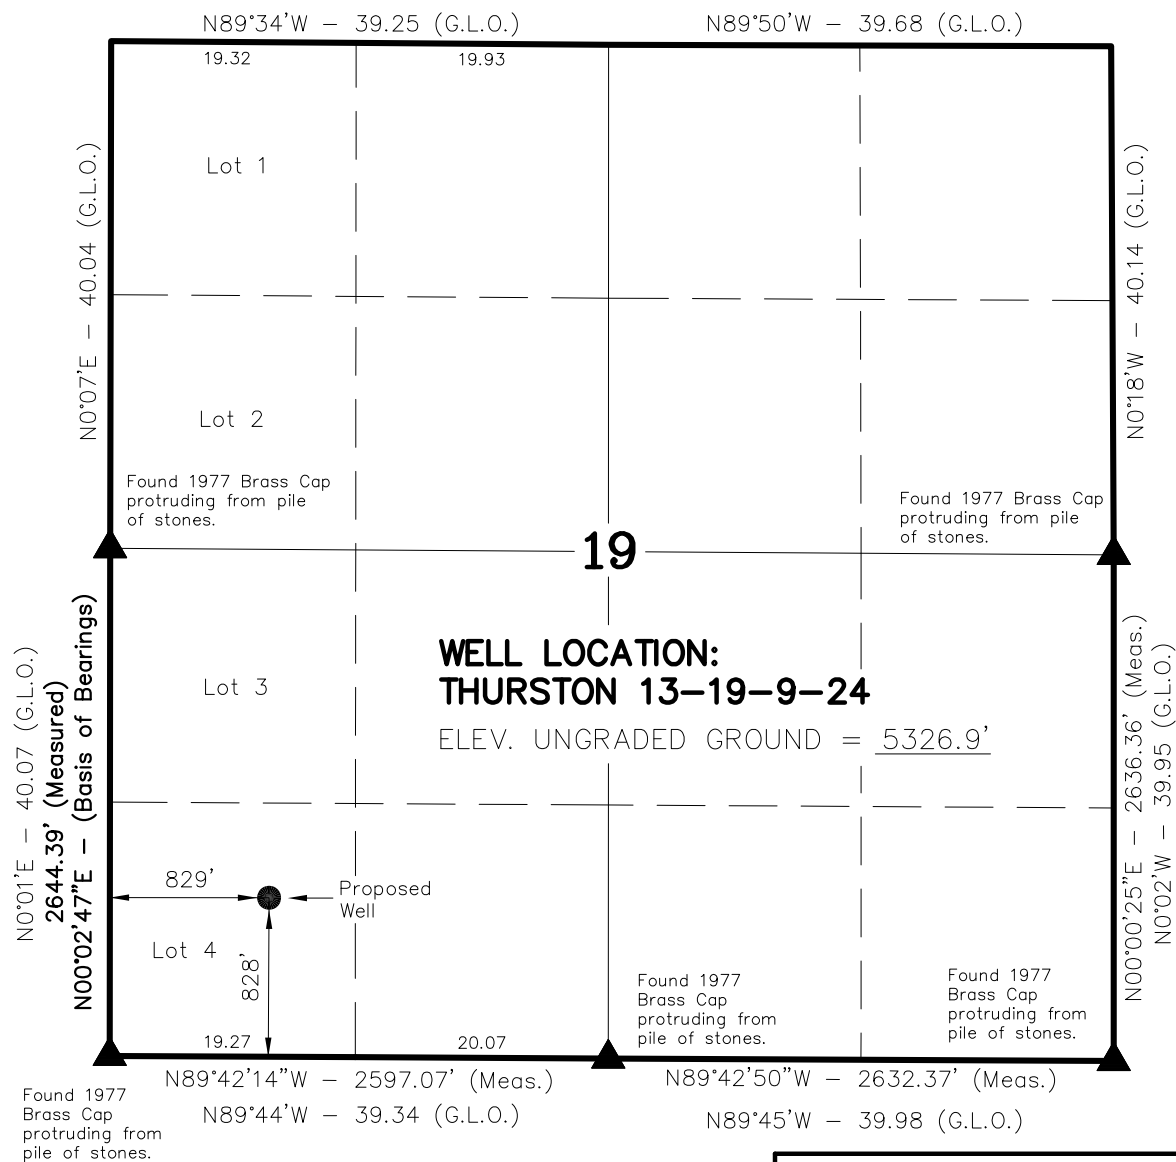 N89°34'W – 39.25 (G.L.O.)
N89°50'W – 39.68 (G.L.O.)
19.32
19.93
Lot 1
N0°07'E – 40.04 (G.L.O.)
N0°18'W – 40.14 (G.L.O.)
Lot 2
Found 1977 Brass Cap
protruding from pile
of stones.
Found 1977 Brass Cap
protruding from pile
of stones.
19
WELL LOCATION:
THURSTON 13–19–9–24
ELEV. UNGRADED GROUND = 5326.9'
Lot 3
N0°01'E – 40.07 (G.L.O.)
2644.39' (Measured)
N00°02'47"E – (Basis of Bearings)
N00°00'25"E – 2636.36' (Meas.)
N0°02'W – 39.95 (G.L.O.)
829'
Proposed
Well
Lot 4
828'
Found 1977
Brass Cap
protruding from
pile of stones.
Found 1977
Brass Cap
protruding from
pile of stones.
19.27
20.07
N89°42'14"W – 2597.07' (Meas.)
N89°42'50"W – 2632.37' (Meas.)
N89°44'W – 39.34 (G.L.O.)
N89°45'W – 39.98 (G.L.O.)
Found 1977
Brass Cap
protruding from
pile of stones.